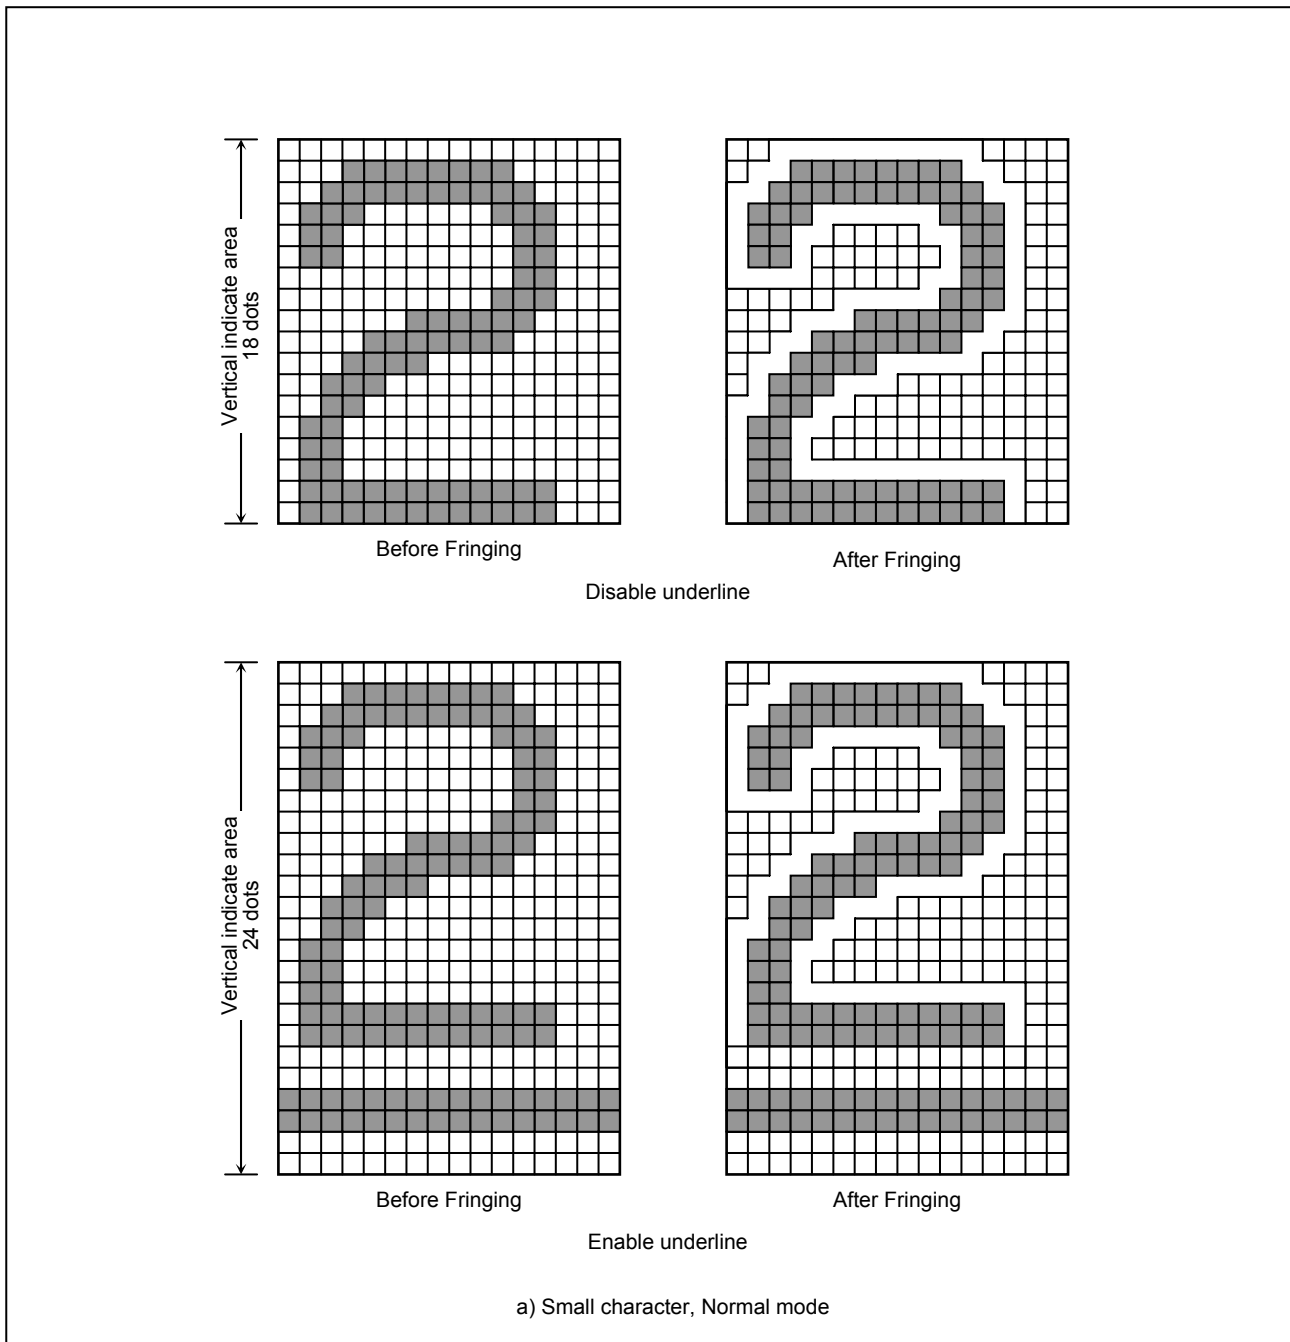 Vertical indicate area
18 dots
Before Fringing
After Fringing
Disable underline
Vertical indicate area
24 dots
Before Fringing
After Fringing
Enable underline
a) Small character, Normal mode